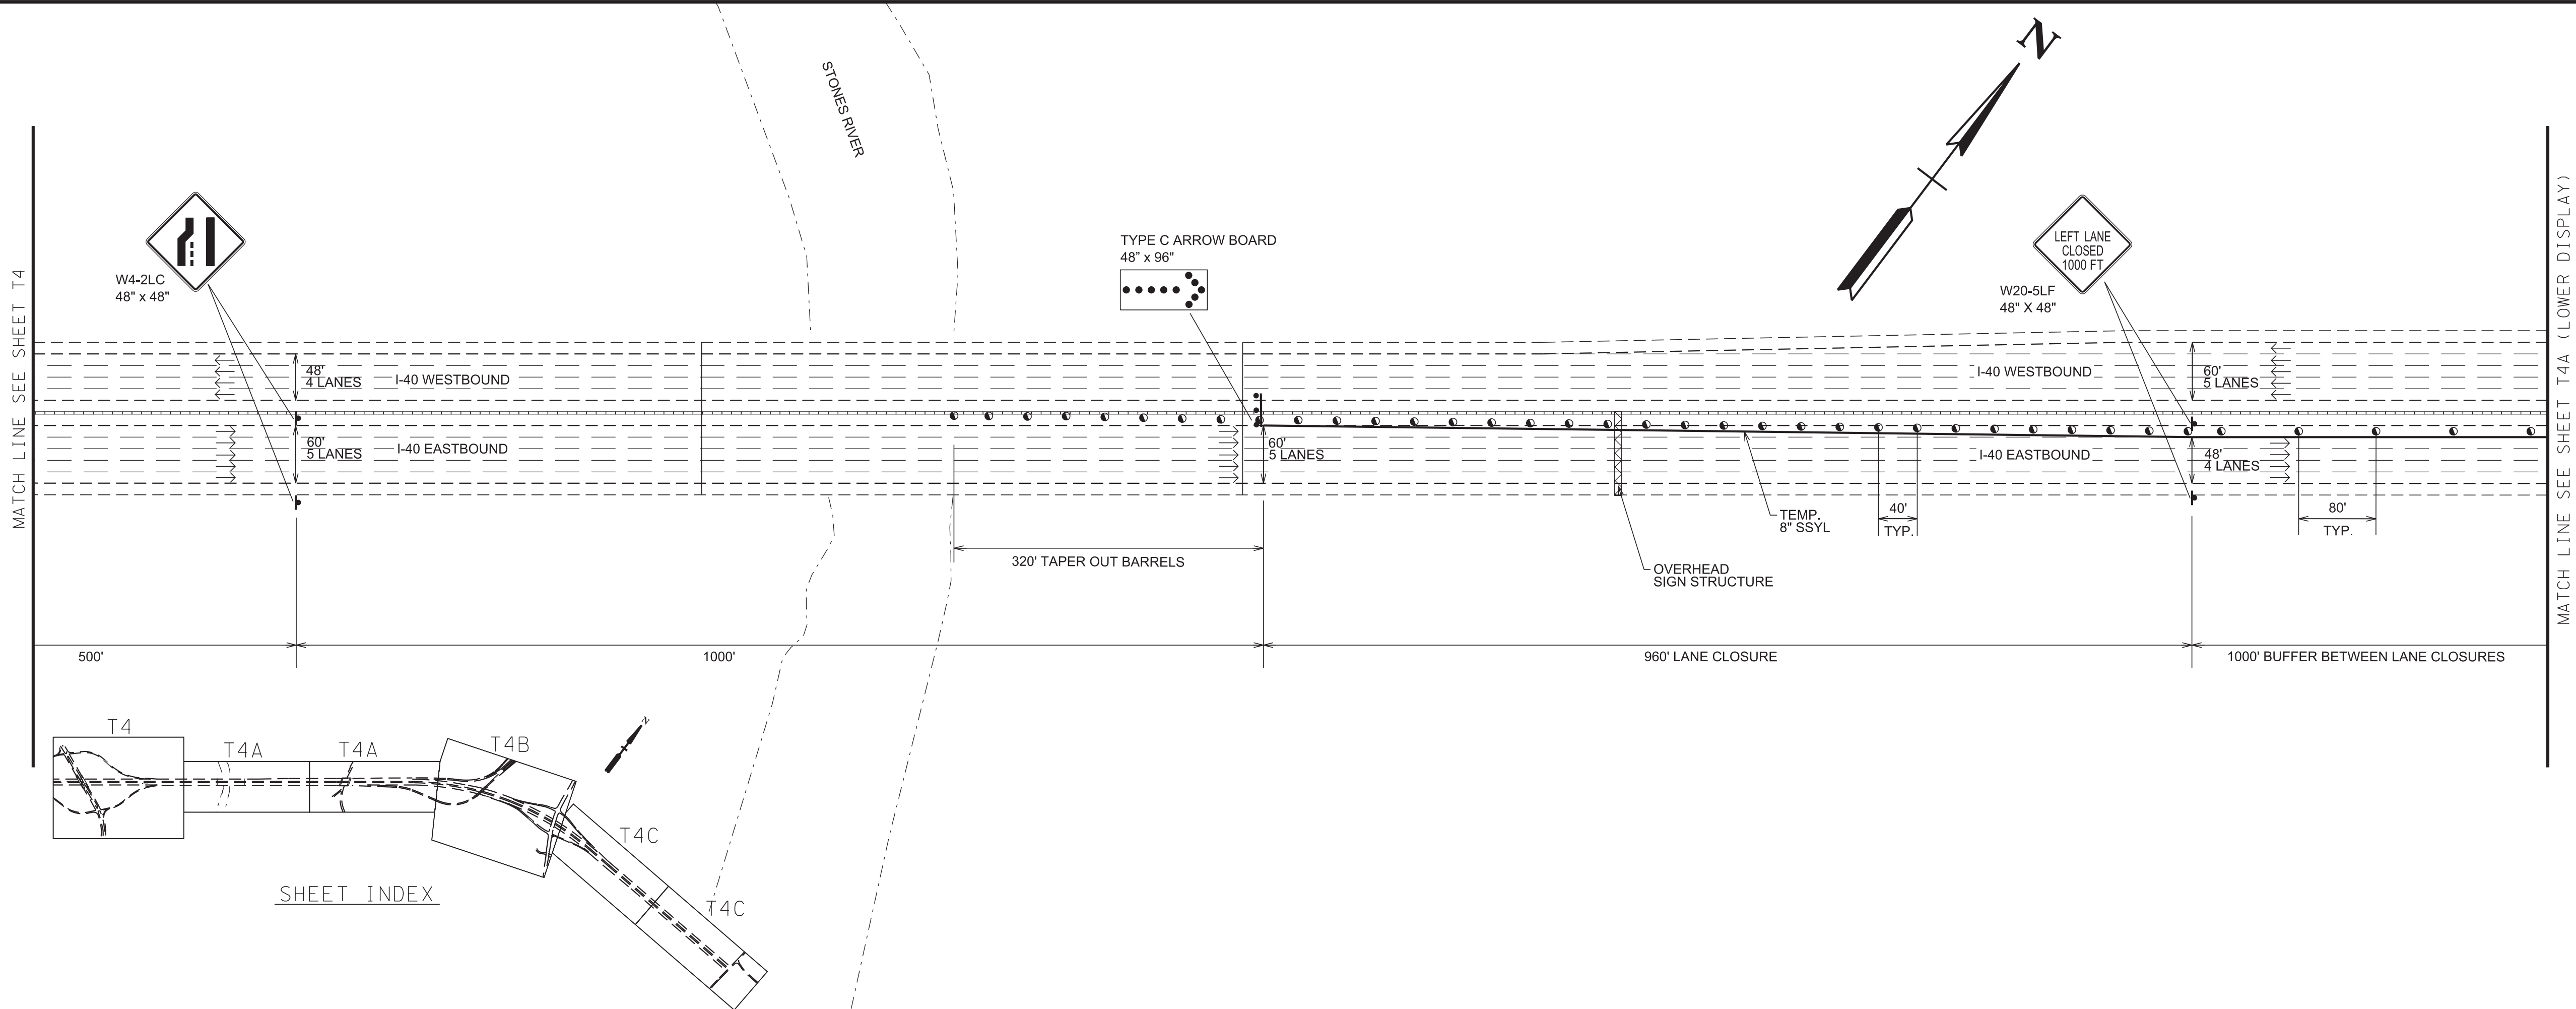 N
STONES RIVER
MATCH LINE SEE SHEET T4
W4-2LC
48" x 48"
TYPE C ARROW BOARD
48" x 96"
LEFT LANE
CLOSED
1000 FT
W20-5LF
48" X 48"
MATCH LINE SEE SHEET T4A (LOWER DISPLAY)
48'
4 LANES
I-40 WESTBOUND
I-40 WESTBOUND
60'
5 LANES
60'
5 LANES
I-40 EASTBOUND
60'
5 LANES
I-40 EASTBOUND
48'
4 LANES
TEMP.
8" SSYL
40'
TYP.
80'
TYP.
320' TAPER OUT BARRELS
OVERHEAD
SIGN STRUCTURE
500'
1000'
960' LANE CLOSURE
1000' BUFFER BETWEEN LANE CLOSURES
T4
T4A
T4A
T4B
N
T4C
T4C
SHEET INDEX